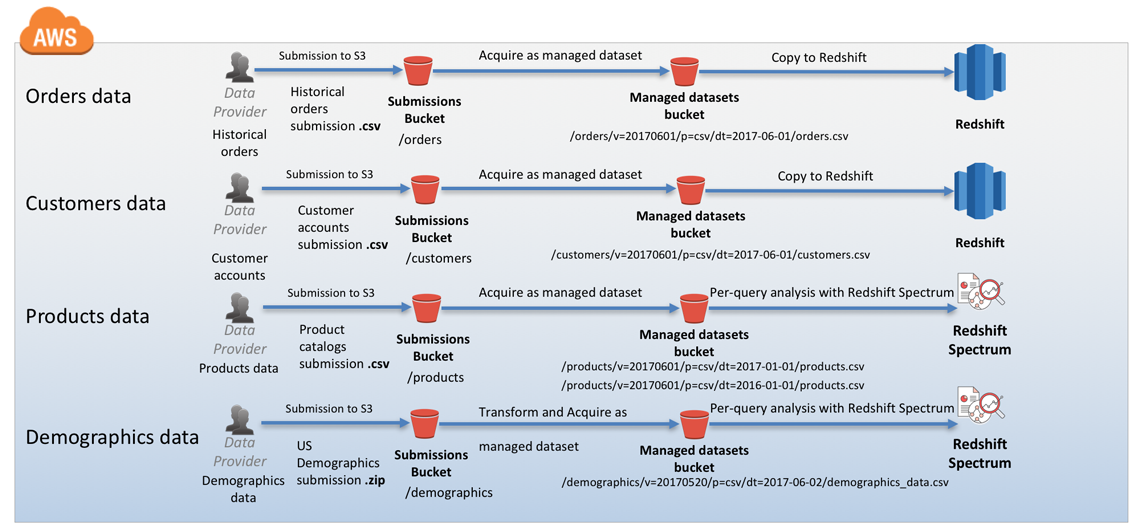 AWS
Orders data
Data
Provider
Historical
orders
Submission to S3
Historical
orders
submission .csv
Submissions
Bucket
/orders
Acquire as managed dataset
Managed datasets
bucket
/orders/v=20170601/p=csv/dt=2017-06-01/orders.csv
Copy to Redshift
Redshift
Customers data
Data
Provider
Customer
accounts
Submission to S3
Customer
accounts
submission .csv
Submissions
Bucket
/customers
Acquire as managed dataset
Managed datasets
bucket
/customers/v=20170601/p=csv/dt=2017-06-01/customers.csv
Copy to Redshift
Redshift
Products data
Data
Provider
Products data
Submission to S3
Product
catalogs
submission .csv
Submissions
Bucket
/products
Acquire as managed dataset
Managed datasets
bucket
/products/v=20170601/p=csv/dt=2017-01-01/products.csv
/products/v=20170601/p=csv/dt=2016-01-01/products.csv
Per-query analysis with Redshift Spectrum
Redshift
Spectrum
Demographics data
Data
Provider
Demographics
data
Submission to S3
US
Demographics
submission .zip
Submissions
Bucket
/demographics
Transform and Acquire as
managed dataset
Managed datasets
bucket
/demographics/v=20170520/p=csv/dt=2017-06-02/demographics_data.csv
Per-query analysis with Redshift Spectrum
Redshift
Spectrum